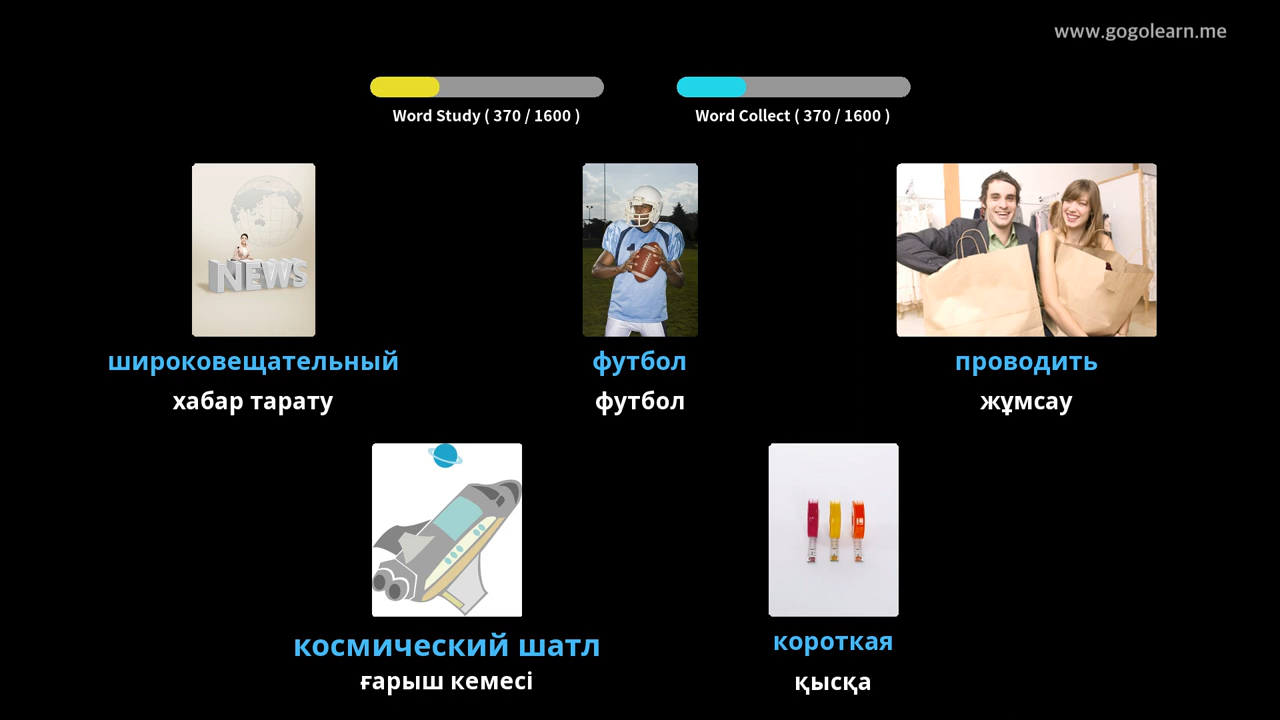 www.gogolearn.me
Word Study ( 370 / 1600 )
Word Collect ( 370 / 1600 )
NEWS
широковещательный
футбол
проводить
хабар тарату
футбол
жұмсау
космический шатл
короткая
ғарыш кемесі
қысқа